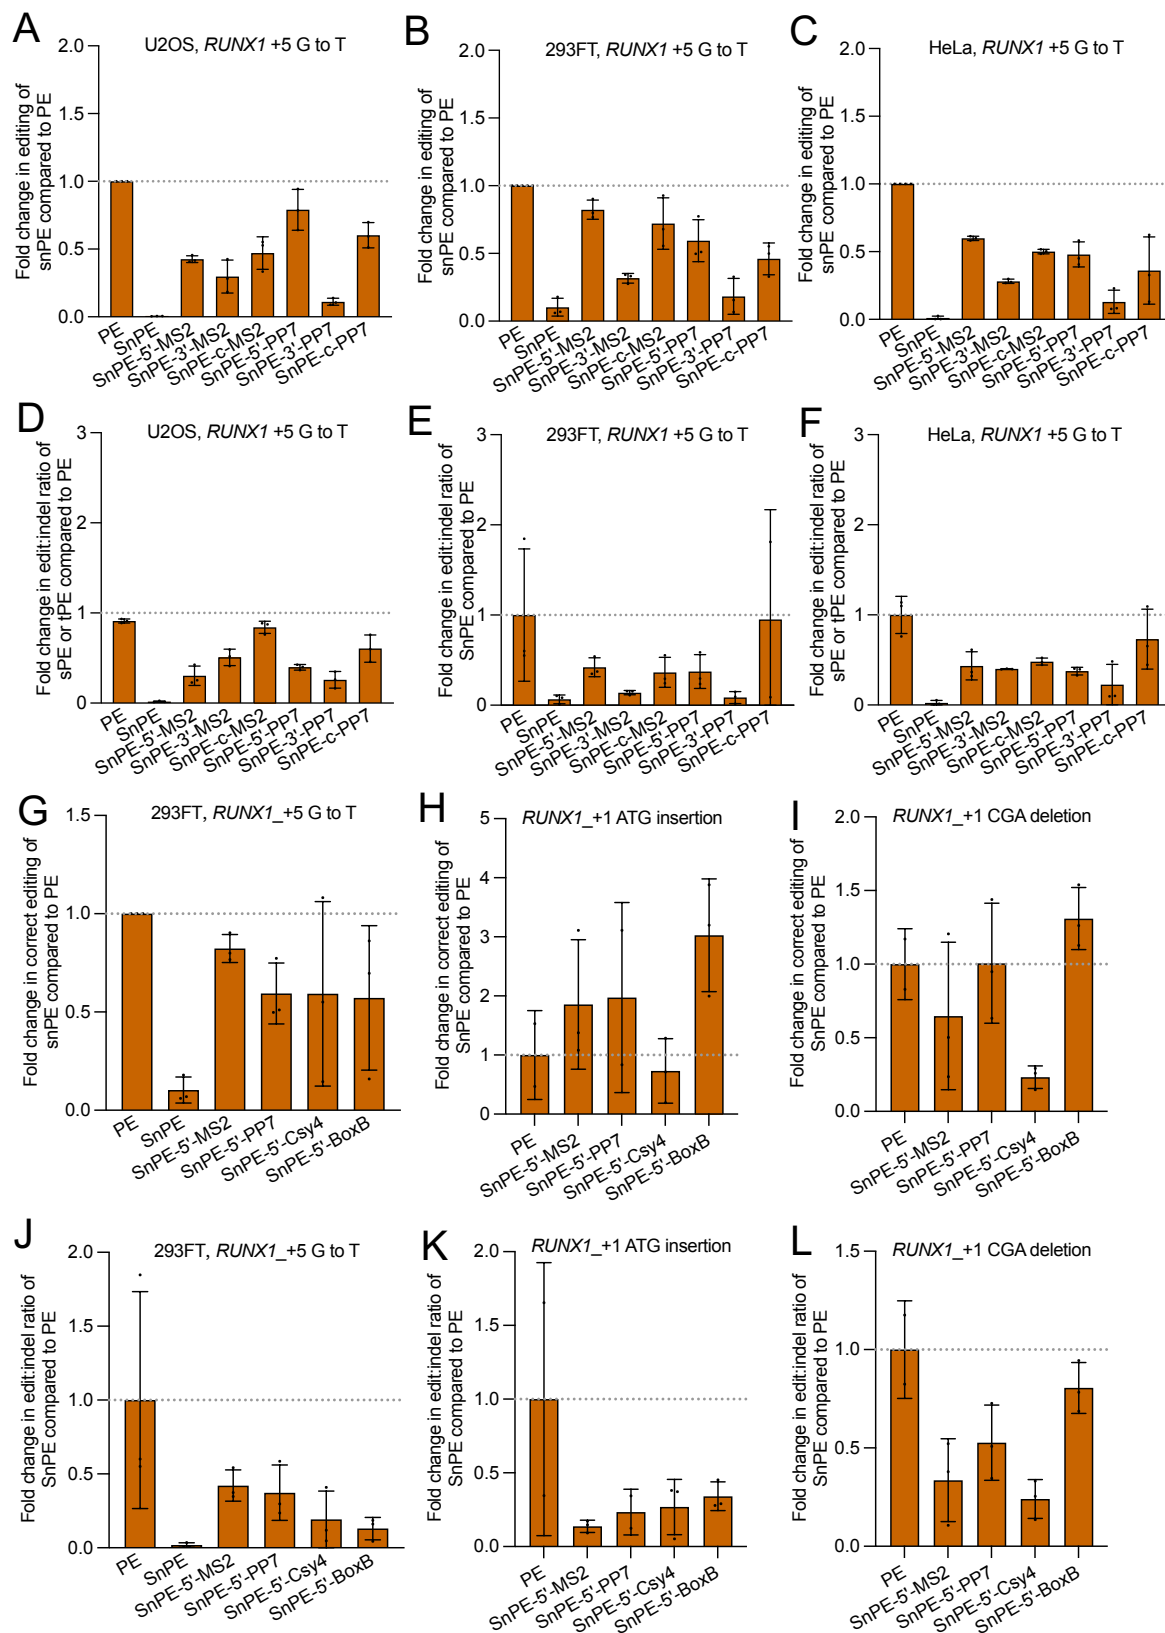 A
U2OS, RUNX1 +5 G to T
Fold change in editing of
snPE compared to PE
2.0
1.5
1.0
0.5
0.0
PE
SnPE
SnPE-5'-MS2
SnPE-3'-MS2
SnPE-c-MS2
SnPE-5'-PP7
SnPE-3'-PP7
SnPE-c-PP7
B
293FT, RUNX1 +5 G to T
Fold change in editing of
snPE compared to PE
2.0
1.5
1.0
0.5
0.0
PE
SnPE
SnPE-5'-MS2
SnPE-3'-MS2
SnPE-c-MS2
SnPE-5'-PP7
SnPE-3'-PP7
SnPE-c-PP7
C
HeLa, RUNX1 +5 G to T
Fold change in editing of
snPE compared to PE
2.0
1.5
1.0
0.5
0.0
PE
SnPE
SnPE-5'-MS2
SnPE-3'-MS2
SnPE-c-MS2
SnPE-5'-PP7
SnPE-3'-PP7
SnPE-c-PP7
D
U2OS, RUNX1 +5 G to T
Fold change in edit:indel ratio of
sPE or tPE compared to PE
3
2
1
0
PE
SnPE
SnPE-5'-MS2
SnPE-3'-MS2
SnPE-c-MS2
SnPE-5'-PP7
SnPE-3'-PP7
SnPE-c-PP7
E
293FT, RUNX1 +5 G to T
Fold change in edit:indel ratio of
SnPE compared to PE
3
2
1
0
PE
SnPE
SnPE-5'-MS2
SnPE-3'-MS2
SnPE-c-MS2
SnPE-5'-PP7
SnPE-3'-PP7
SnPE-c-PP7
F
HeLa, RUNX1 +5 G to T
Fold change in edit:indel ratio of
sPE or tPE compared to PE
3
2
1
0
PE
SnPE
SnPE-5'-MS2
SnPE-3'-MS2
SnPE-c-MS2
SnPE-5'-PP7
SnPE-3'-PP7
SnPE-c-PP7
G
293FT, RUNX1_+5 G to T
Fold change in correct editing of
snPE compared to PE
1.5
1.0
0.5
0.0
PE
SnPE
SnPE-5'-MS2
SnPE-5'-PP7
SnPE-5'-Csy4
SnPE-5'-BoxB
H
RUNX1_+1 ATG insertion
Fold change in correct editing of
SnPE compared to PE
5
4
3
2
1
0
PE
SnPE-5'-MS2
SnPE-5'-PP7
SnPE-5'-Csy4
SnPE-5'-BoxB
I
RUNX1_+1 CGA deletion
Fold change in correct editing of
SnPE compared to PE
2.0
1.5
1.0
0.5
0.0
PE
SnPE-5'-MS2
SnPE-5'-PP7
SnPE-5'-Csy4
SnPE-5'-BoxB
J
293FT, RUNX1_+5 G to T
Fold change in edit:indel ratio of
SnPE compared to PE
2.0
1.5
1.0
0.5
0.0
PE
SnPE
SnPE-5'-MS2
SnPE-5'-PP7
SnPE-5'-Csy4
SnPE-5'-BoxB
K
RUNX1_+1 ATG insertion
Fold change in edit:indel ratio of
SnPE compared to PE
2.0
1.5
1.0
0.5
0.0
PE
SnPE-5'-MS2
SnPE-5'-PP7
SnPE-5'-Csy4
SnPE-5'-BoxB
L
RUNX1_+1 CGA deletion
Fold change in edit:indel ratio of
SnPE compared to PE
1.5
1.0
0.5
0.0
PE
SnPE-5'-MS2
SnPE-5'-PP7
SnPE-5'-Csy4
SnPE-5'-BoxB